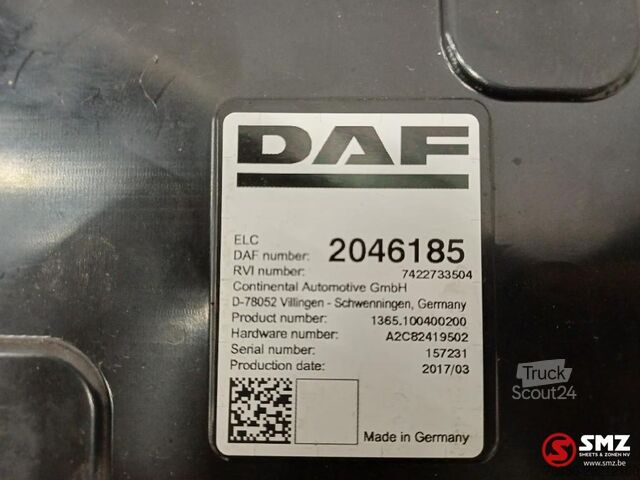 DAF
ELC
DAF number: 2046185
RVI number: 7422733504
Continental Automotive GmbH
D-78052 Villingen - Schwenningen, Germany
Product number: 1365.100400200
Hardware number: A2C82419502
Serial number: 157231
Production date: 2017/03
Made in Germany
Truck
Scout24
SMZ
SHEETS & ZONEN NV
www.smz.be